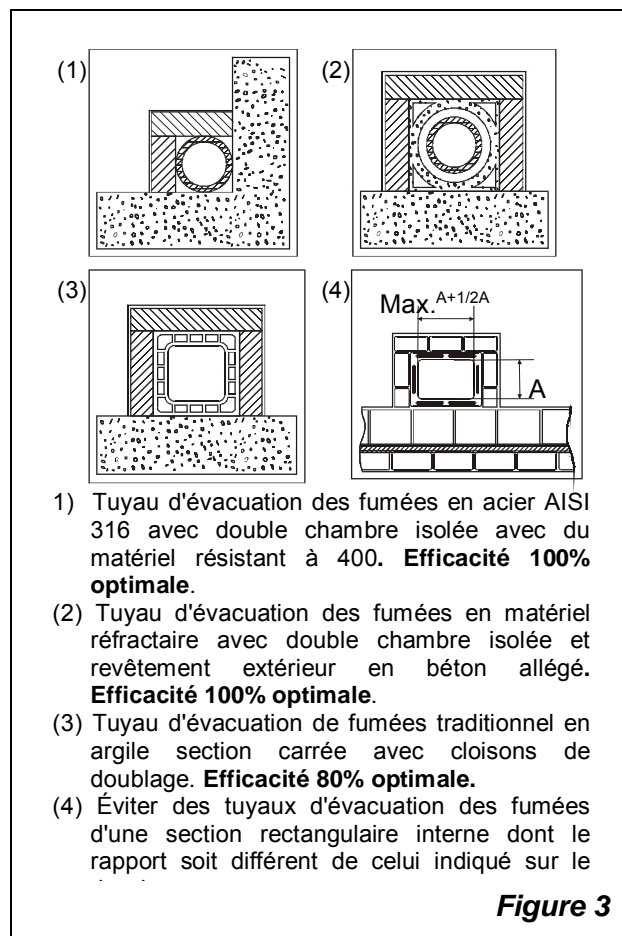 (1)
(2)
(3)
(4)
Max. A+1/2A
A
1) Tuyau d'évacuation des fumées en acier AISI
316 avec double chambre isolée avec du
matériel résistant à 400. Efficacité 100%
optimale.
(2) Tuyau d'évacuation des fumées en matériel
réfractaire avec double chambre isolée et
revêtement extérieur en béton allégé.
Efficacité 100% optimale.
(3) Tuyau d'évacuation de fumées traditionnel en
argile section carrée avec cloisons de
doublage. Efficacité 80% optimale.
(4) Éviter des tuyaux d'évacuation des fumées
d'une section rectangulaire interne dont le
rapport soit différent de celui indiqué sur le
Figure 3